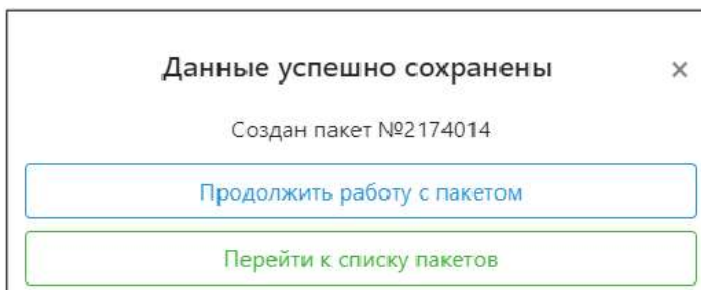 Данные успешно сохранены
Создан пакет №2174014
Продолжить работу с пакетом
Перейти к списку пакетов